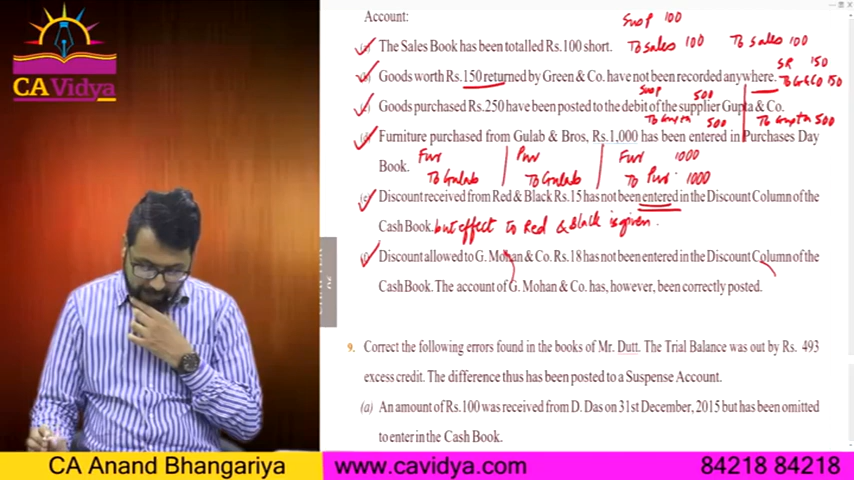 Account:
Susp 100
(a) The Sales Book has been totalled Rs.100 short. To Sales 100 To Sales 100
SR 150
(b) Goods worth Rs.150 returned by Green & Co. have not been recorded anywhere. To G&Co 150
Susp 500
(c) Goods purchased Rs.250 have been posted to the debit of the supplier Gupta & Co.
To Gupta 500 To Gupta 500
(d) Furniture purchased from Gulab & Bros, Rs.1,000 has been entered in Purchases Day
Fur Pur Fur 1000
Book. To Gulab To Gulab To Pur 1000
(e) Discount received from Red & Black Rs.15 has not been entered in the Discount Column of the
Cash Book. but effect to Red & Black is given.
(f) Discount allowed to G. Mohan & Co. Rs.18 has not been entered in the Discount Column of the
Cash Book. The account of G. Mohan & Co. has, however, been correctly posted.
9. Correct the following errors found in the books of Mr. Dutt. The Trial Balance was out by Rs. 493
excess credit. The difference thus has been posted to a Suspense Account.
(a) An amount of Rs.100 was received from D. Das on 31st December, 2015 but has been omitted
to enter in the Cash Book.
CA Vidya
CA Anand Bhangariya www.cavidya.com 84218 84218